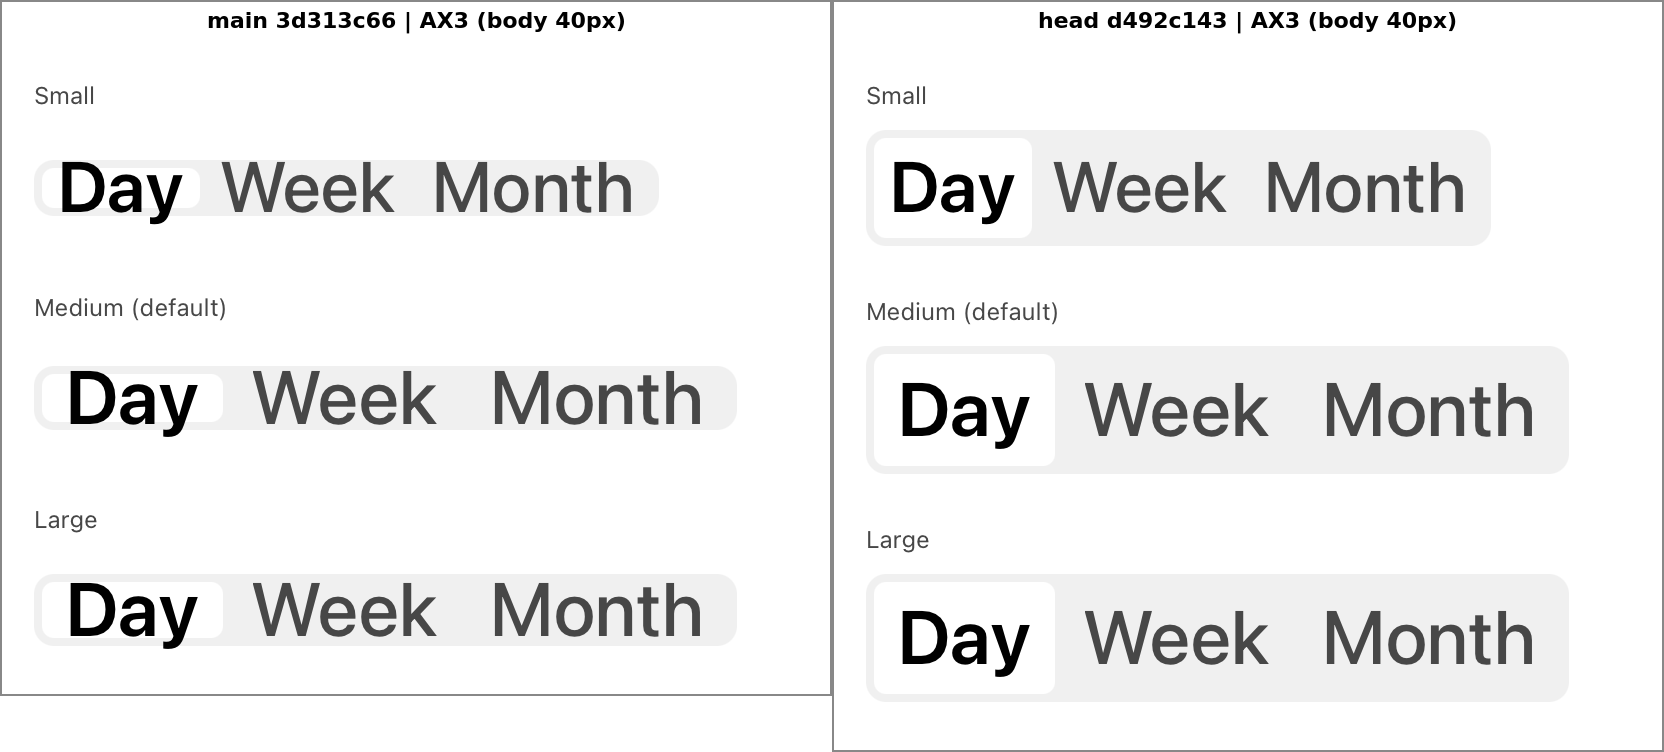 main 3d313c66 | AX3 (body 40px)
Small
Day Week Month
Medium (default)
Day Week Month
Large
Day Week Month
head d492c143 | AX3 (body 40px)
Small
Day Week Month
Medium (default)
Day Week Month
Large
Day Week Month